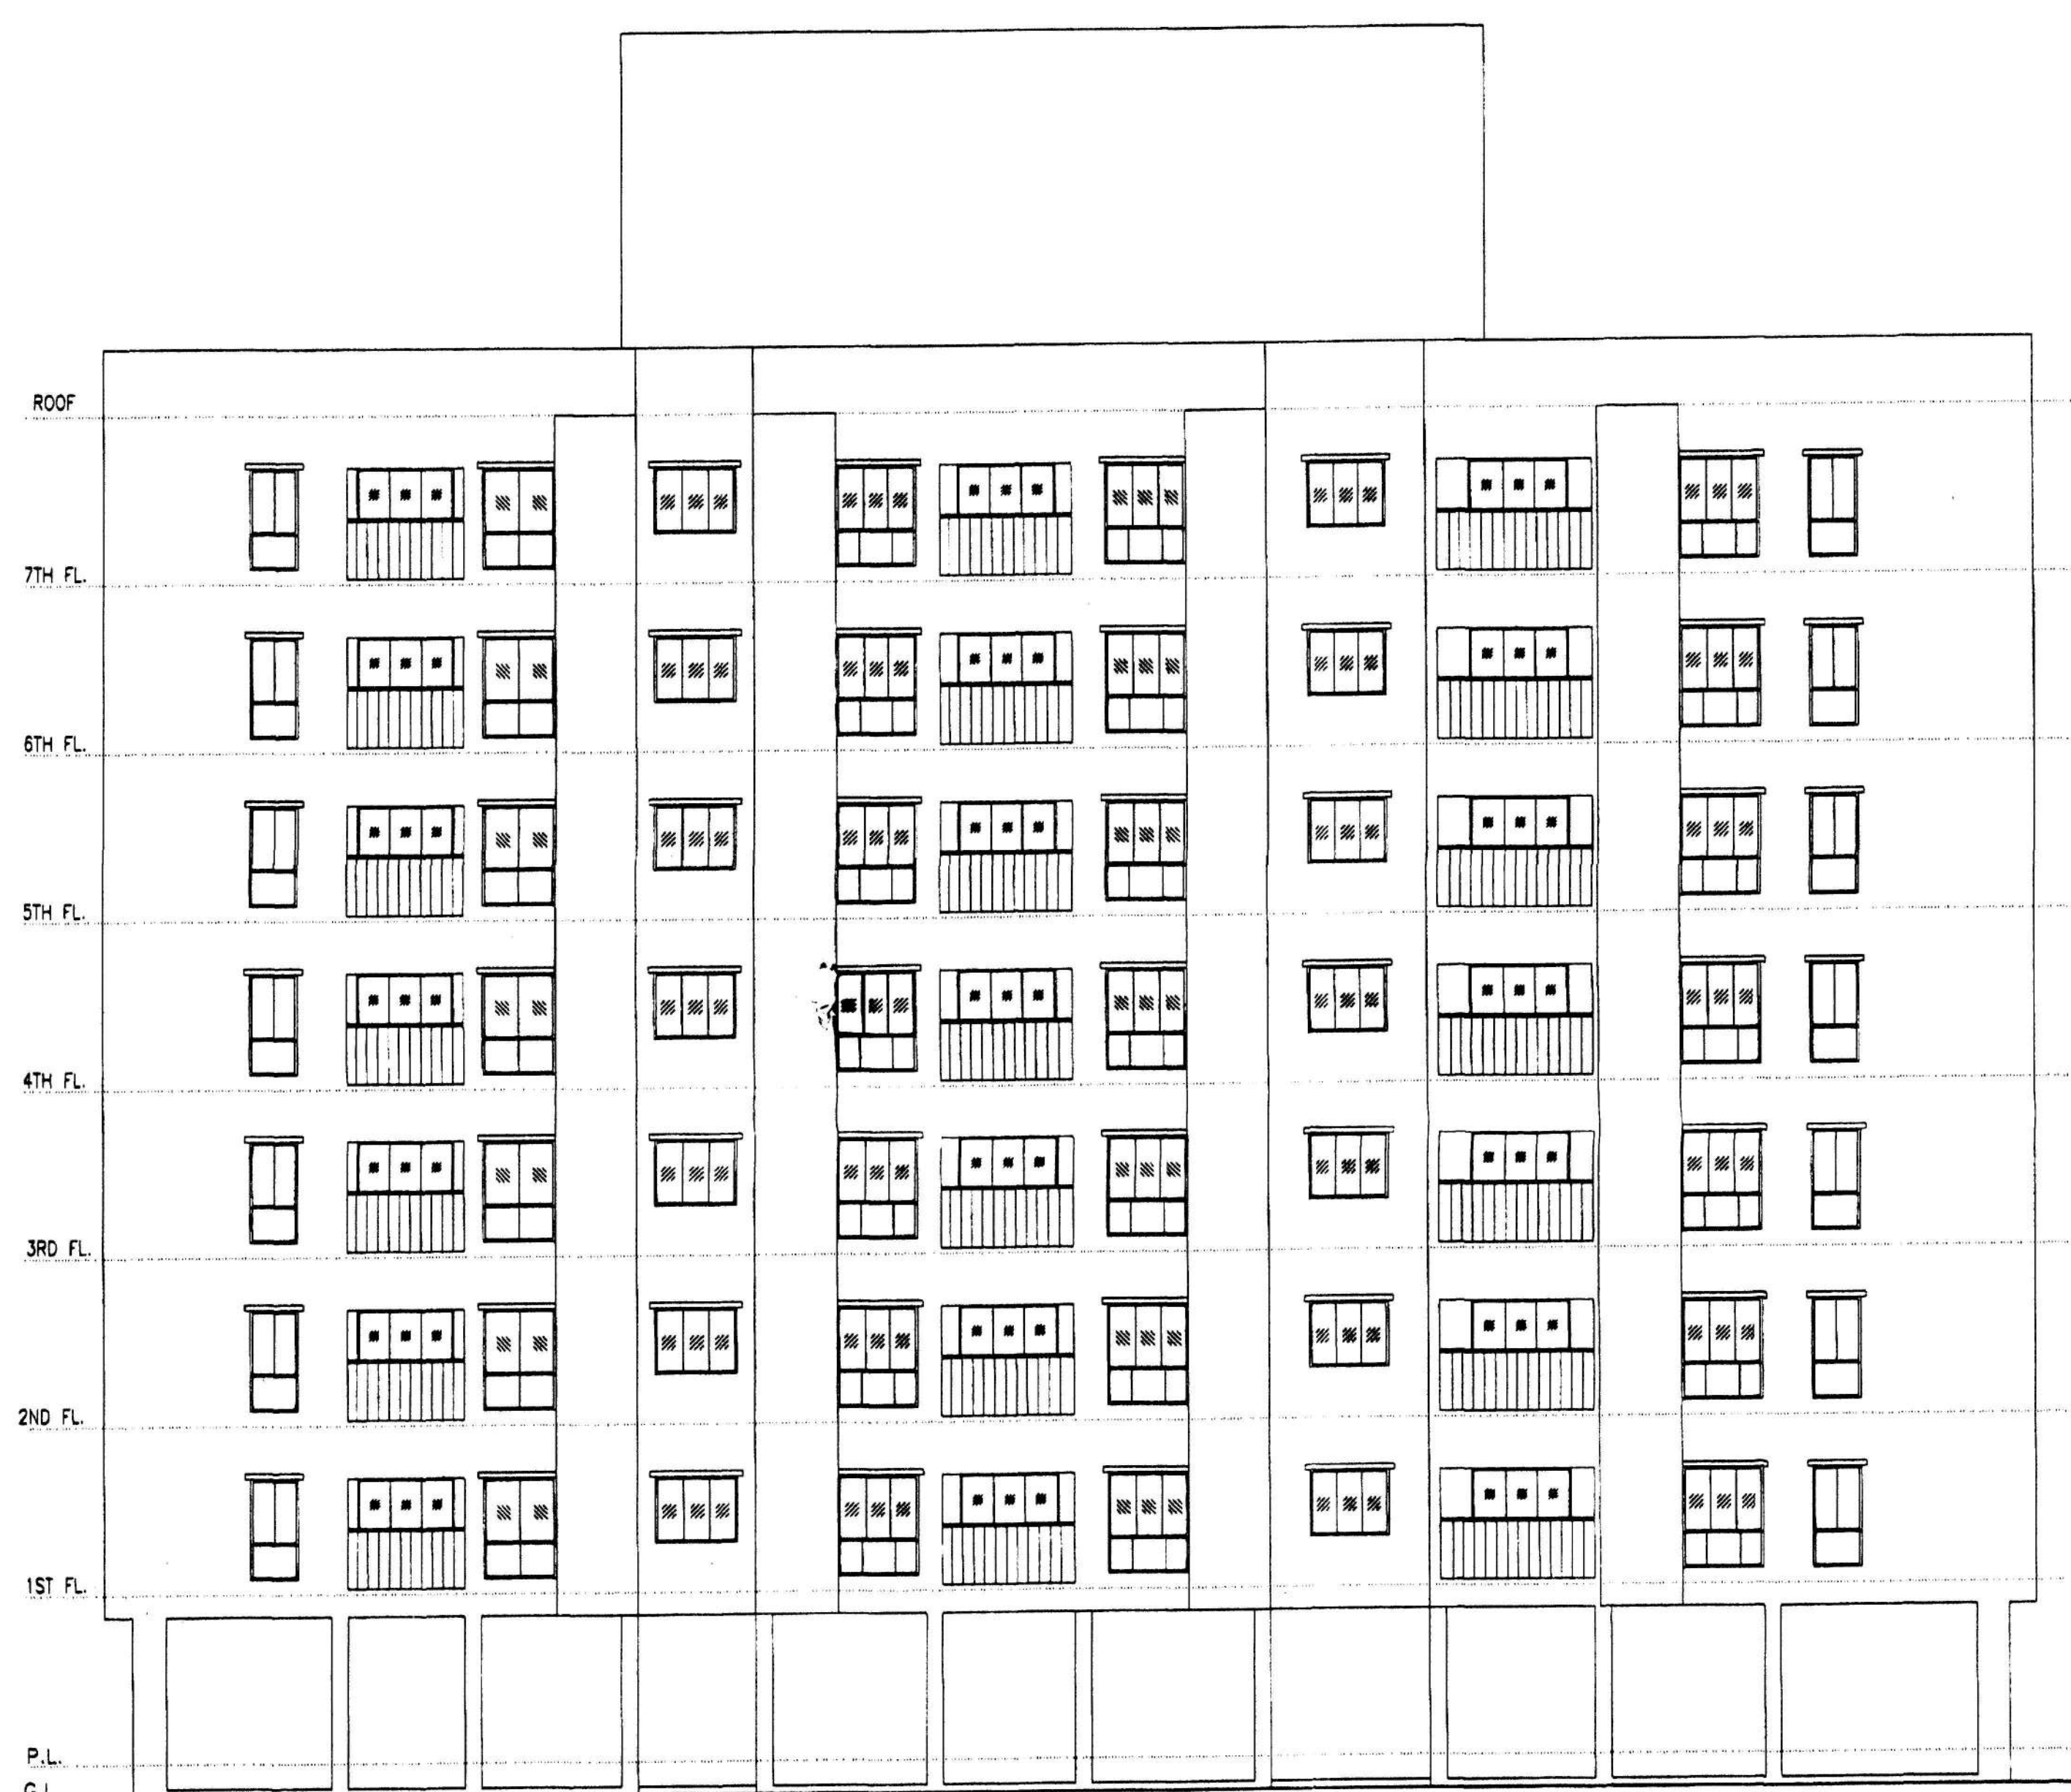 ROOF
7TH FL.
6TH FL.
5TH FL.
4TH FL.
3RD FL.
2ND FL.
1ST FL.
P.L.
G.L.